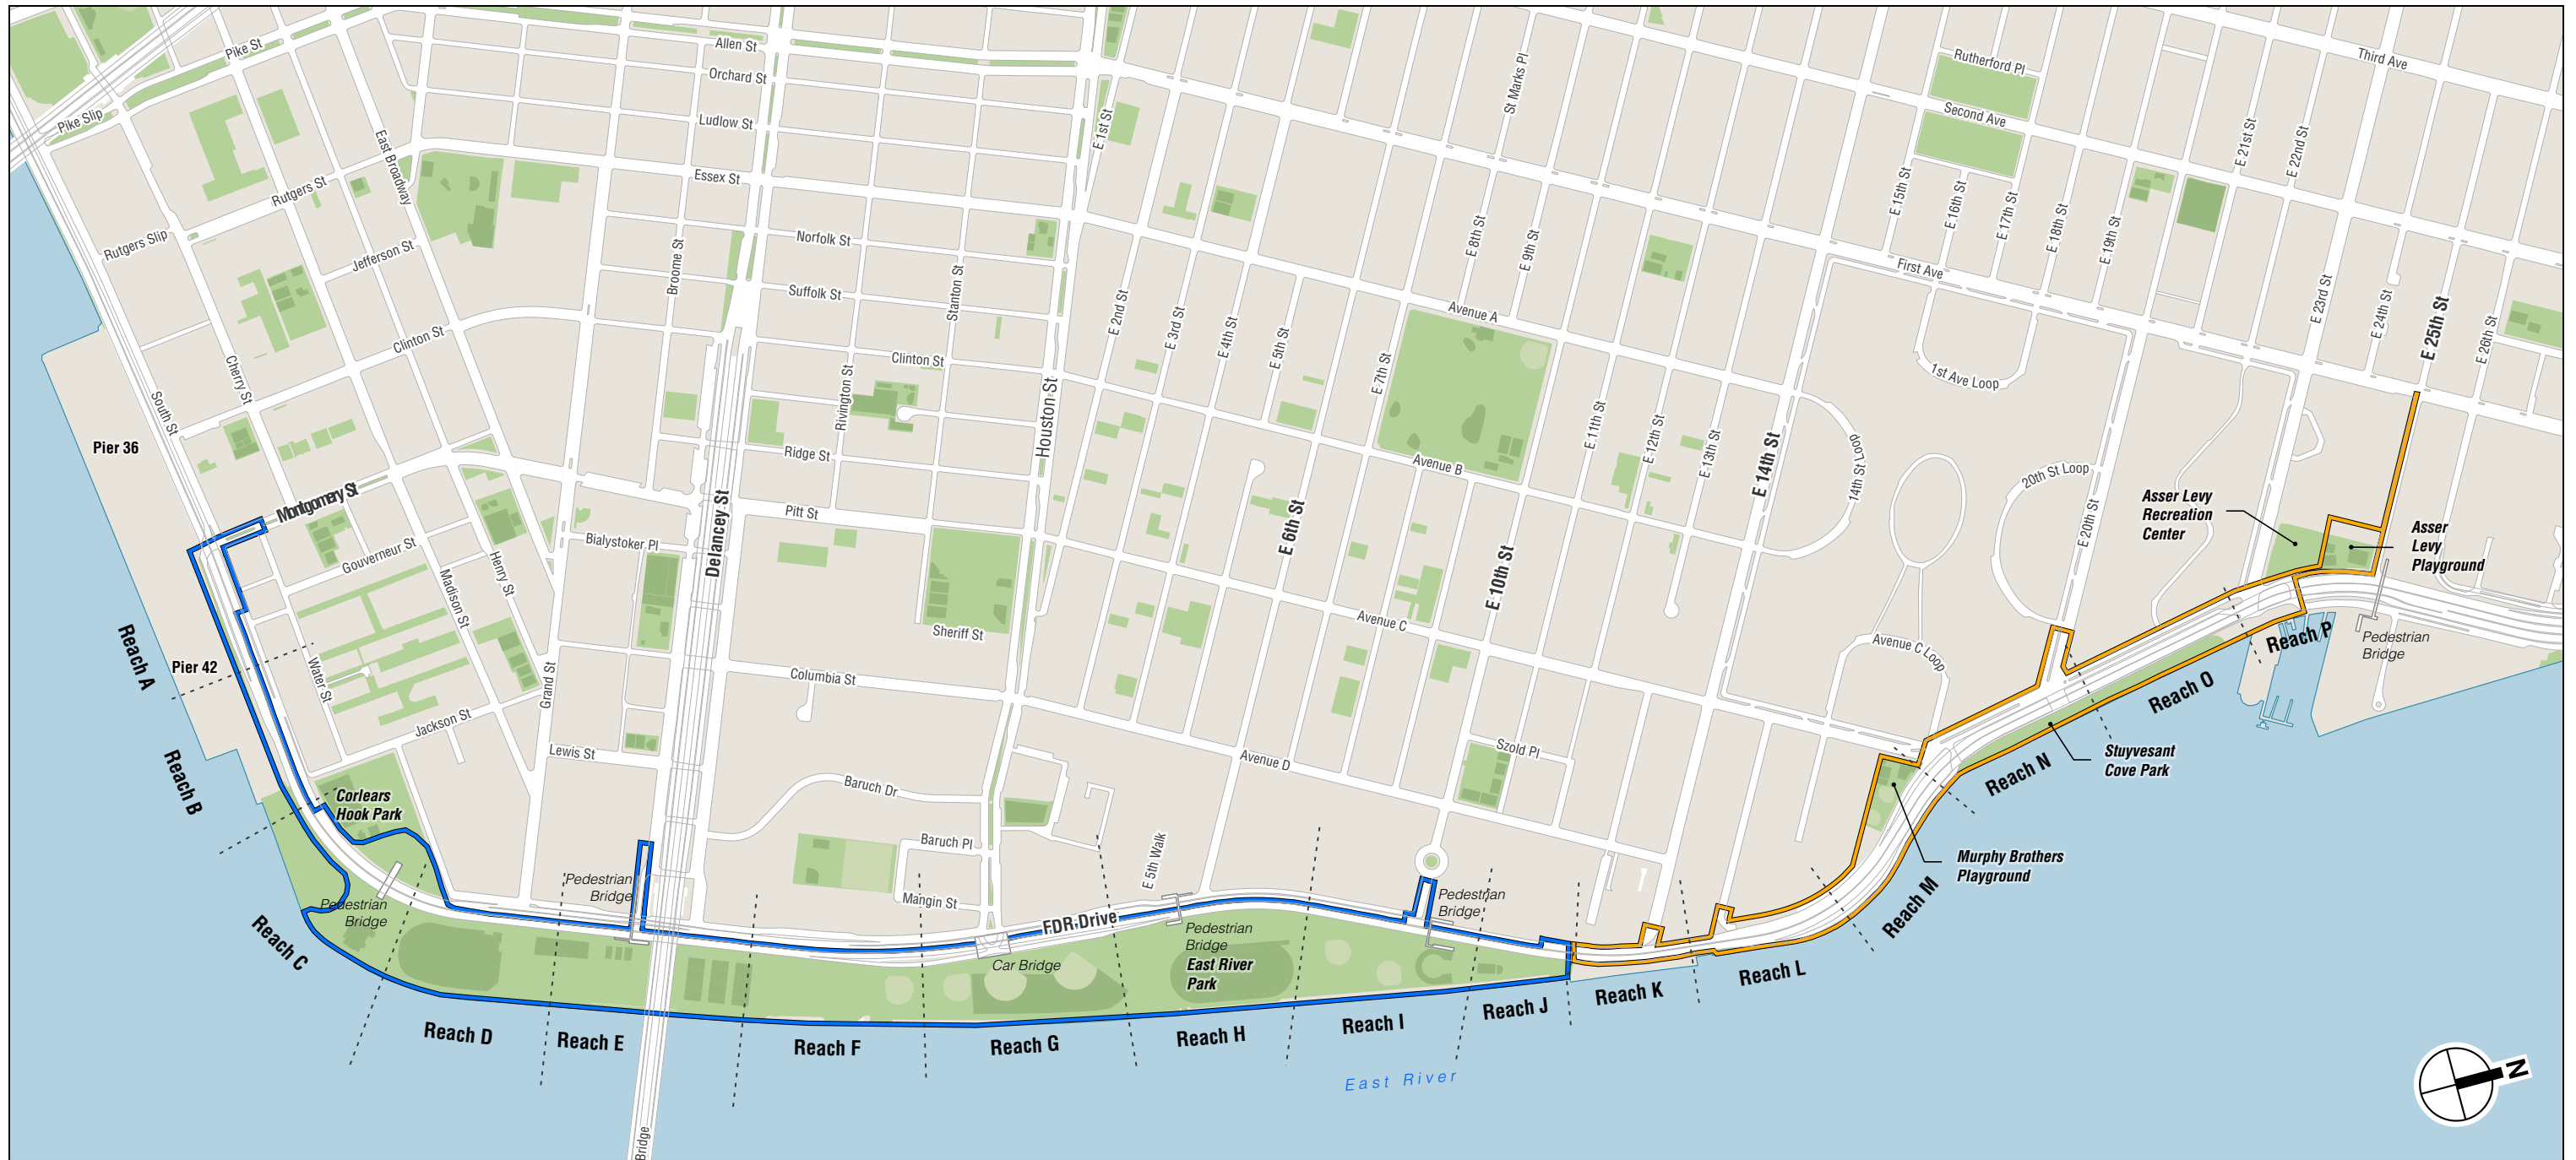 Pike St
Allen St
Orchard St
Pike Slip
Ludlow St
East Broadway
Rutgers St
Essex St
Rutgers Slip
Jefferson St
Norfolk St
Broome St
Suffolk St
Stanton St
Clinton St
Clinton St
Cherry St
South St
Rivington St
Houston St
Ridge St
Pier 36
Montgomery St
Pitt St
Delancey St
Bialystoker Pl
Gouverneur St
Henry St
Madison St
Sheriff St
Water St
Grand St
Columbia St
Jackson St
Lewis St
Baruch Dr
Baruch Pl
Mangin St
E 1st St
E 2nd St
E 3rd St
E 4th St
E 5th St
E 6th St
E 7th St
E 8th St
E 9th St
E 10th St
E 11th St
E 12th St
E 13th St
E 14th St
St Marks Pl
Avenue A
Avenue B
Avenue C
Avenue D
Szold Pl
E 5th Walk
FDR Drive
Rutherford Pl
Third Ave
Second Ave
First Ave
E 15th St
E 16th St
E 17th St
E 18th St
E 19th St
E 20th St
E 21st St
E 22nd St
E 23rd St
E 24th St
E 25th St
E 26th St
1st Ave Loop
14th St Loop
20th St Loop
Avenue C Loop
Asser Levy
Recreation
Center
Asser
Levy
Playground
Pedestrian
Bridge
Stuyvesant
Cove Park
Murphy Brothers
Playground
Pier 42
Corlears
Hook Park
Pedestrian
Bridge
Pedestrian
Bridge
Car Bridge
Pedestrian
Bridge
East River
Park
Pedestrian
Bridge
Reach A
Reach B
Reach C
Reach D
Reach E
Reach F
Reach G
Reach H
Reach I
Reach J
Reach K
Reach L
Reach M
Reach N
Reach O
Reach P
East River
Bridge
N